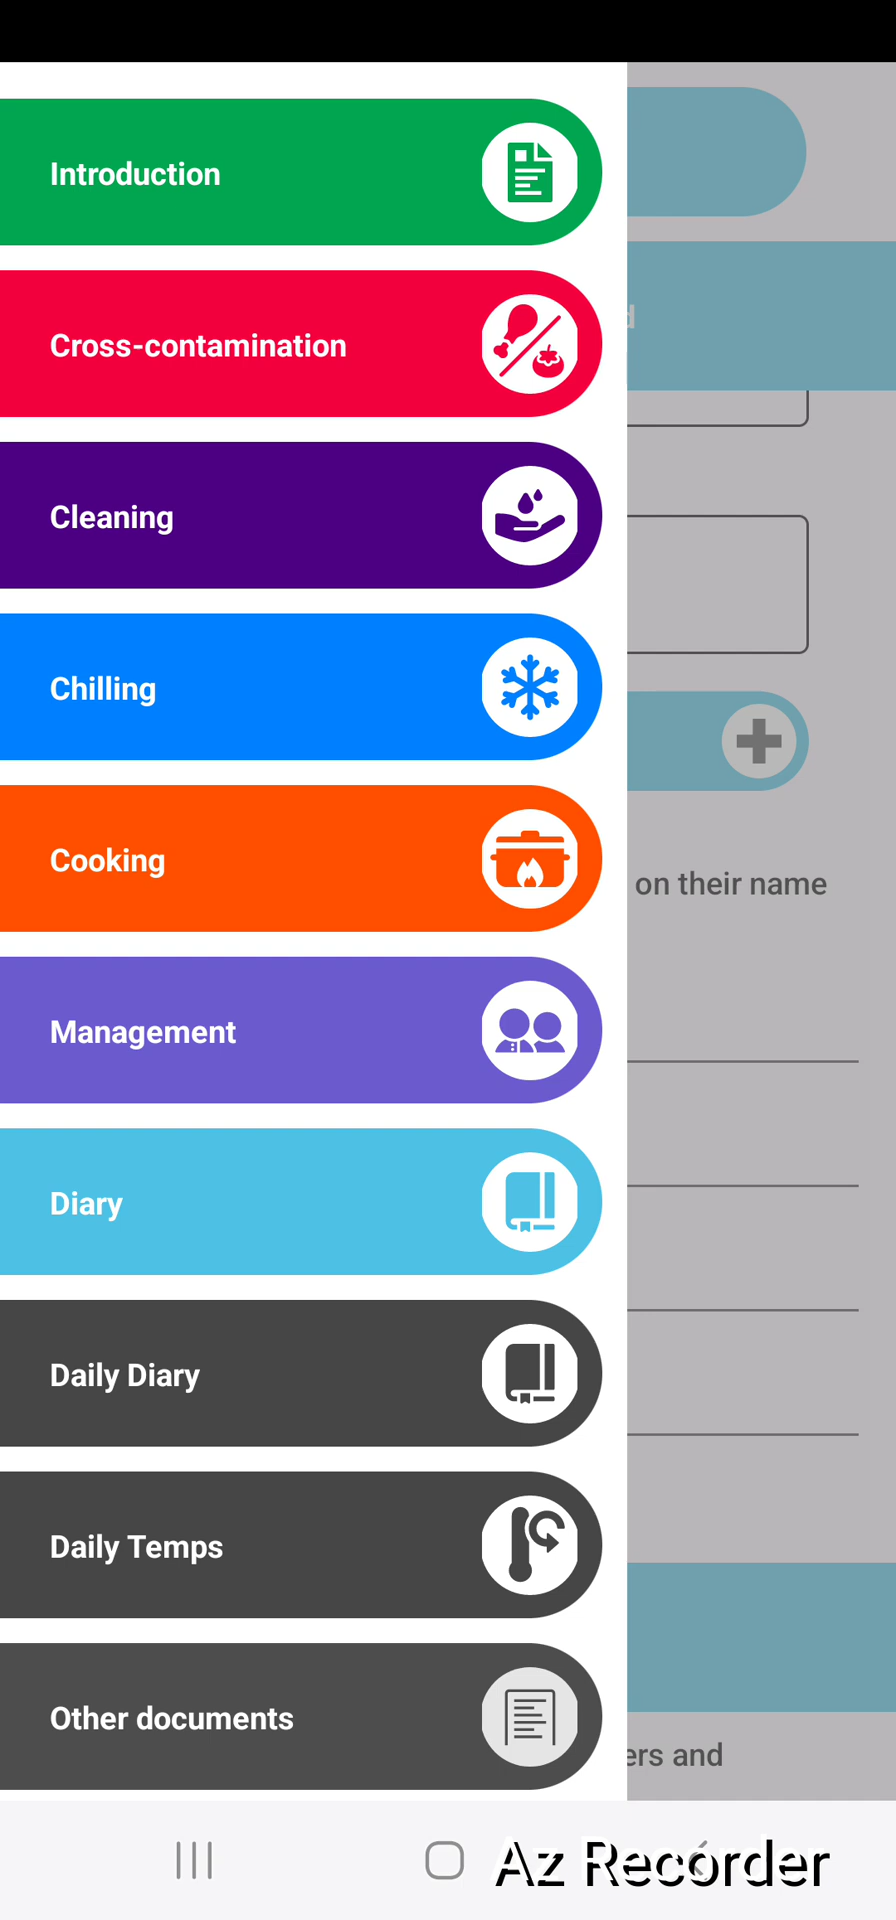 Introduction
d
Cross-contamination
Cleaning
Chilling
Cooking
on their name
Management
Diary
Daily Diary
Daily Temps
Other documents
ers and
Az Recorder